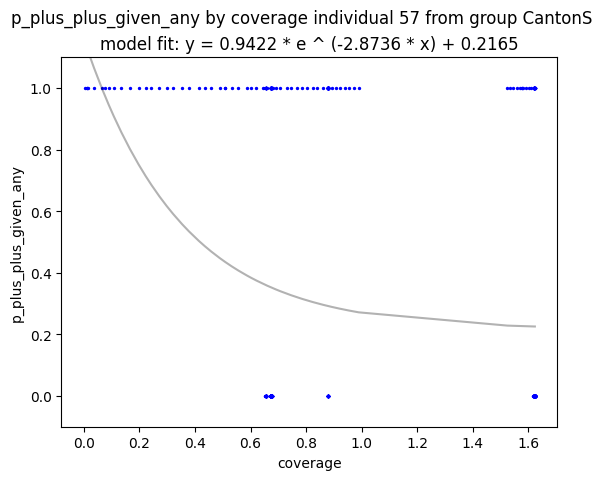 p_plus_plus_given_any by coverage individual 57 from group CantonS
model fit: y = 0.9422 * e ^ (-2.8736 * x) + 0.2165
1.0
0.8
0.6
0.4
0.2
0.0
p_plus_plus_given_any
0.0 0.2 0.4 0.6 0.8 1.0 1.2 1.4 1.6
coverage